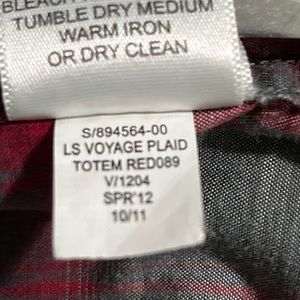 BLEACH
TUMBLE DRY MEDIUM
WARM IRON
OR DRY CLEAN
S/894564-00
LS VOYAGE PLAID
TOTEM RED089
V/1204
SPR'12
10/11